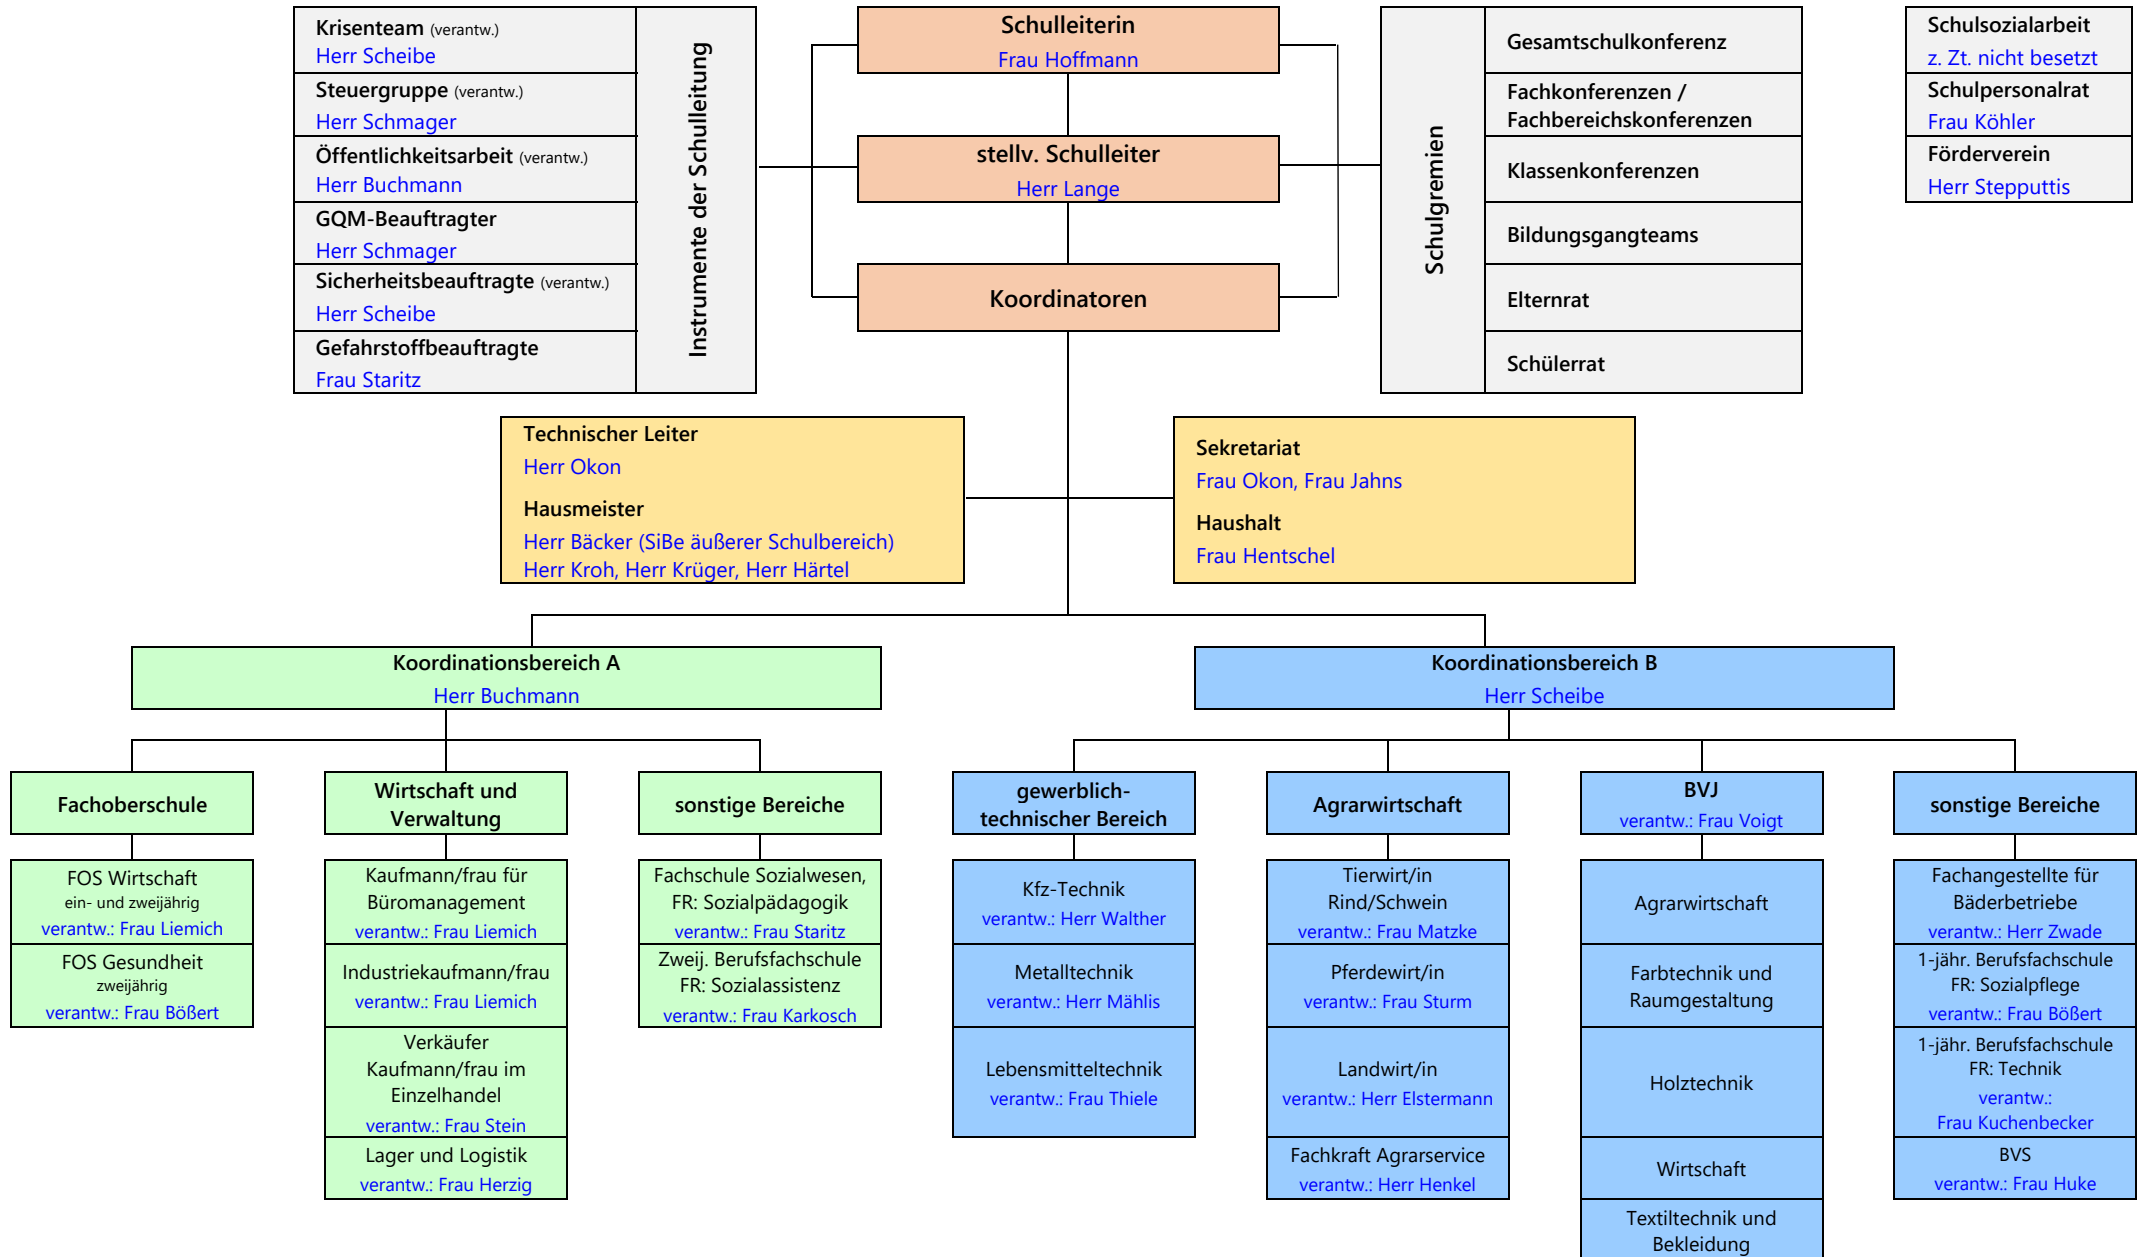 Krisenteam (verantw.)
Herr Scheibe
Steuergruppe (verantw.)
Herr Schmager
Öffentlichkeitsarbeit (verantw.)
Herr Buchmann
GQM-Beauftragter
Herr Schmager
Sicherheitsbeauftragte (verantw.)
Herr Scheibe
Gefahrstoffbeauftragte
Frau Staritz
Instrumente der Schulleitung
Schulleiterin
Frau Hoffmann
stellv. Schulleiter
Herr Lange
Koordinatoren
Schulgremien
Gesamtschulkonferenz
Fachkonferenzen /
Fachbereichskonferenzen
Klassenkonferenzen
Bildungsgangteams
Elternrat
Schülerrat
Schulsozialarbeit
z. Zt. nicht besetzt
Schulpersonalrat
Frau Köhler
Förderverein
Herr Stepputtis
Technischer Leiter
Herr Okon
Hausmeister
Herr Bäcker (SiBe äußerer Schulbereich)
Herr Kroh, Herr Krüger, Herr Härtel
Sekretariat
Frau Okon, Frau Jahns
Haushalt
Frau Hentschel
Koordinationsbereich A
Herr Buchmann
Koordinationsbereich B
Herr Scheibe
Fachoberschule
FOS Wirtschaft
ein- und zweijährig
verantw.: Frau Liemich
FOS Gesundheit
zweijährig
verantw.: Frau Bößert
Wirtschaft und
Verwaltung
Kaufmann/frau für
Büromanagement
verantw.: Frau Liemich
Industriekaufmann/frau
verantw.: Frau Liemich
Verkäufer
Kaufmann/frau im
Einzelhandel
verantw.: Frau Stein
Lager und Logistik
verantw.: Frau Herzig
sonstige Bereiche
Fachschule Sozialwesen,
FR: Sozialpädagogik
verantw.: Frau Staritz
Zweij. Berufsfachschule
FR: Sozialassistenz
verantw.: Frau Karkosch
gewerblich-
technischer Bereich
Kfz-Technik
verantw.: Herr Walther
Metalltechnik
verantw.: Herr Mählis
Lebensmitteltechnik
verantw.: Frau Thiele
Agrarwirtschaft
Tierwirt/in
Rind/Schwein
verantw.: Frau Matzke
Pferdewirt/in
verantw.: Frau Sturm
Landwirt/in
verantw.: Herr Elstermann
Fachkraft Agrarservice
verantw.: Herr Henkel
BVJ
verantw.: Frau Voigt
Agrarwirtschaft
Farbtechnik und
Raumgestaltung
Holztechnik
Wirtschaft
Textiltechnik und
Bekleidung
sonstige Bereiche
Fachangestellte für
Bäderbetriebe
verantw.: Herr Zwade
1-jähr. Berufsfachschule
FR: Sozialpflege
verantw.: Frau Bößert
1-jähr. Berufsfachschule
FR: Technik
verantw.:
Frau Kuchenbecker
BVS
verantw.: Frau Huke